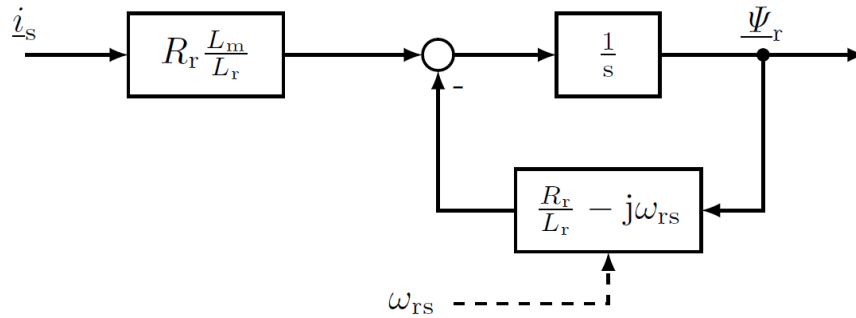 i_s
R_r L_m/L_r
1/s
Ψ_r
-
R_r/L_r − jω_rs
ω_rs